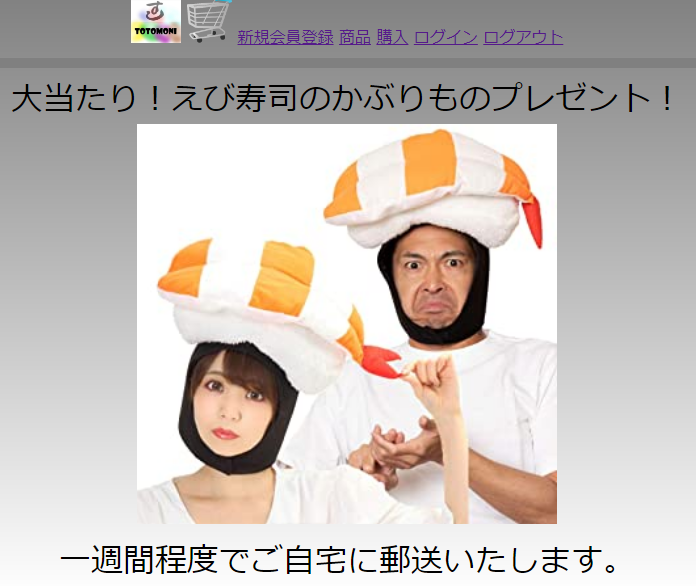 す
TOTOMONI
新規会員登録 商品 購入 ログイン ログアウト
大当たり！えび寿司のかぶりものプレゼント！
一週間程度でご自宅に郵送いたします。